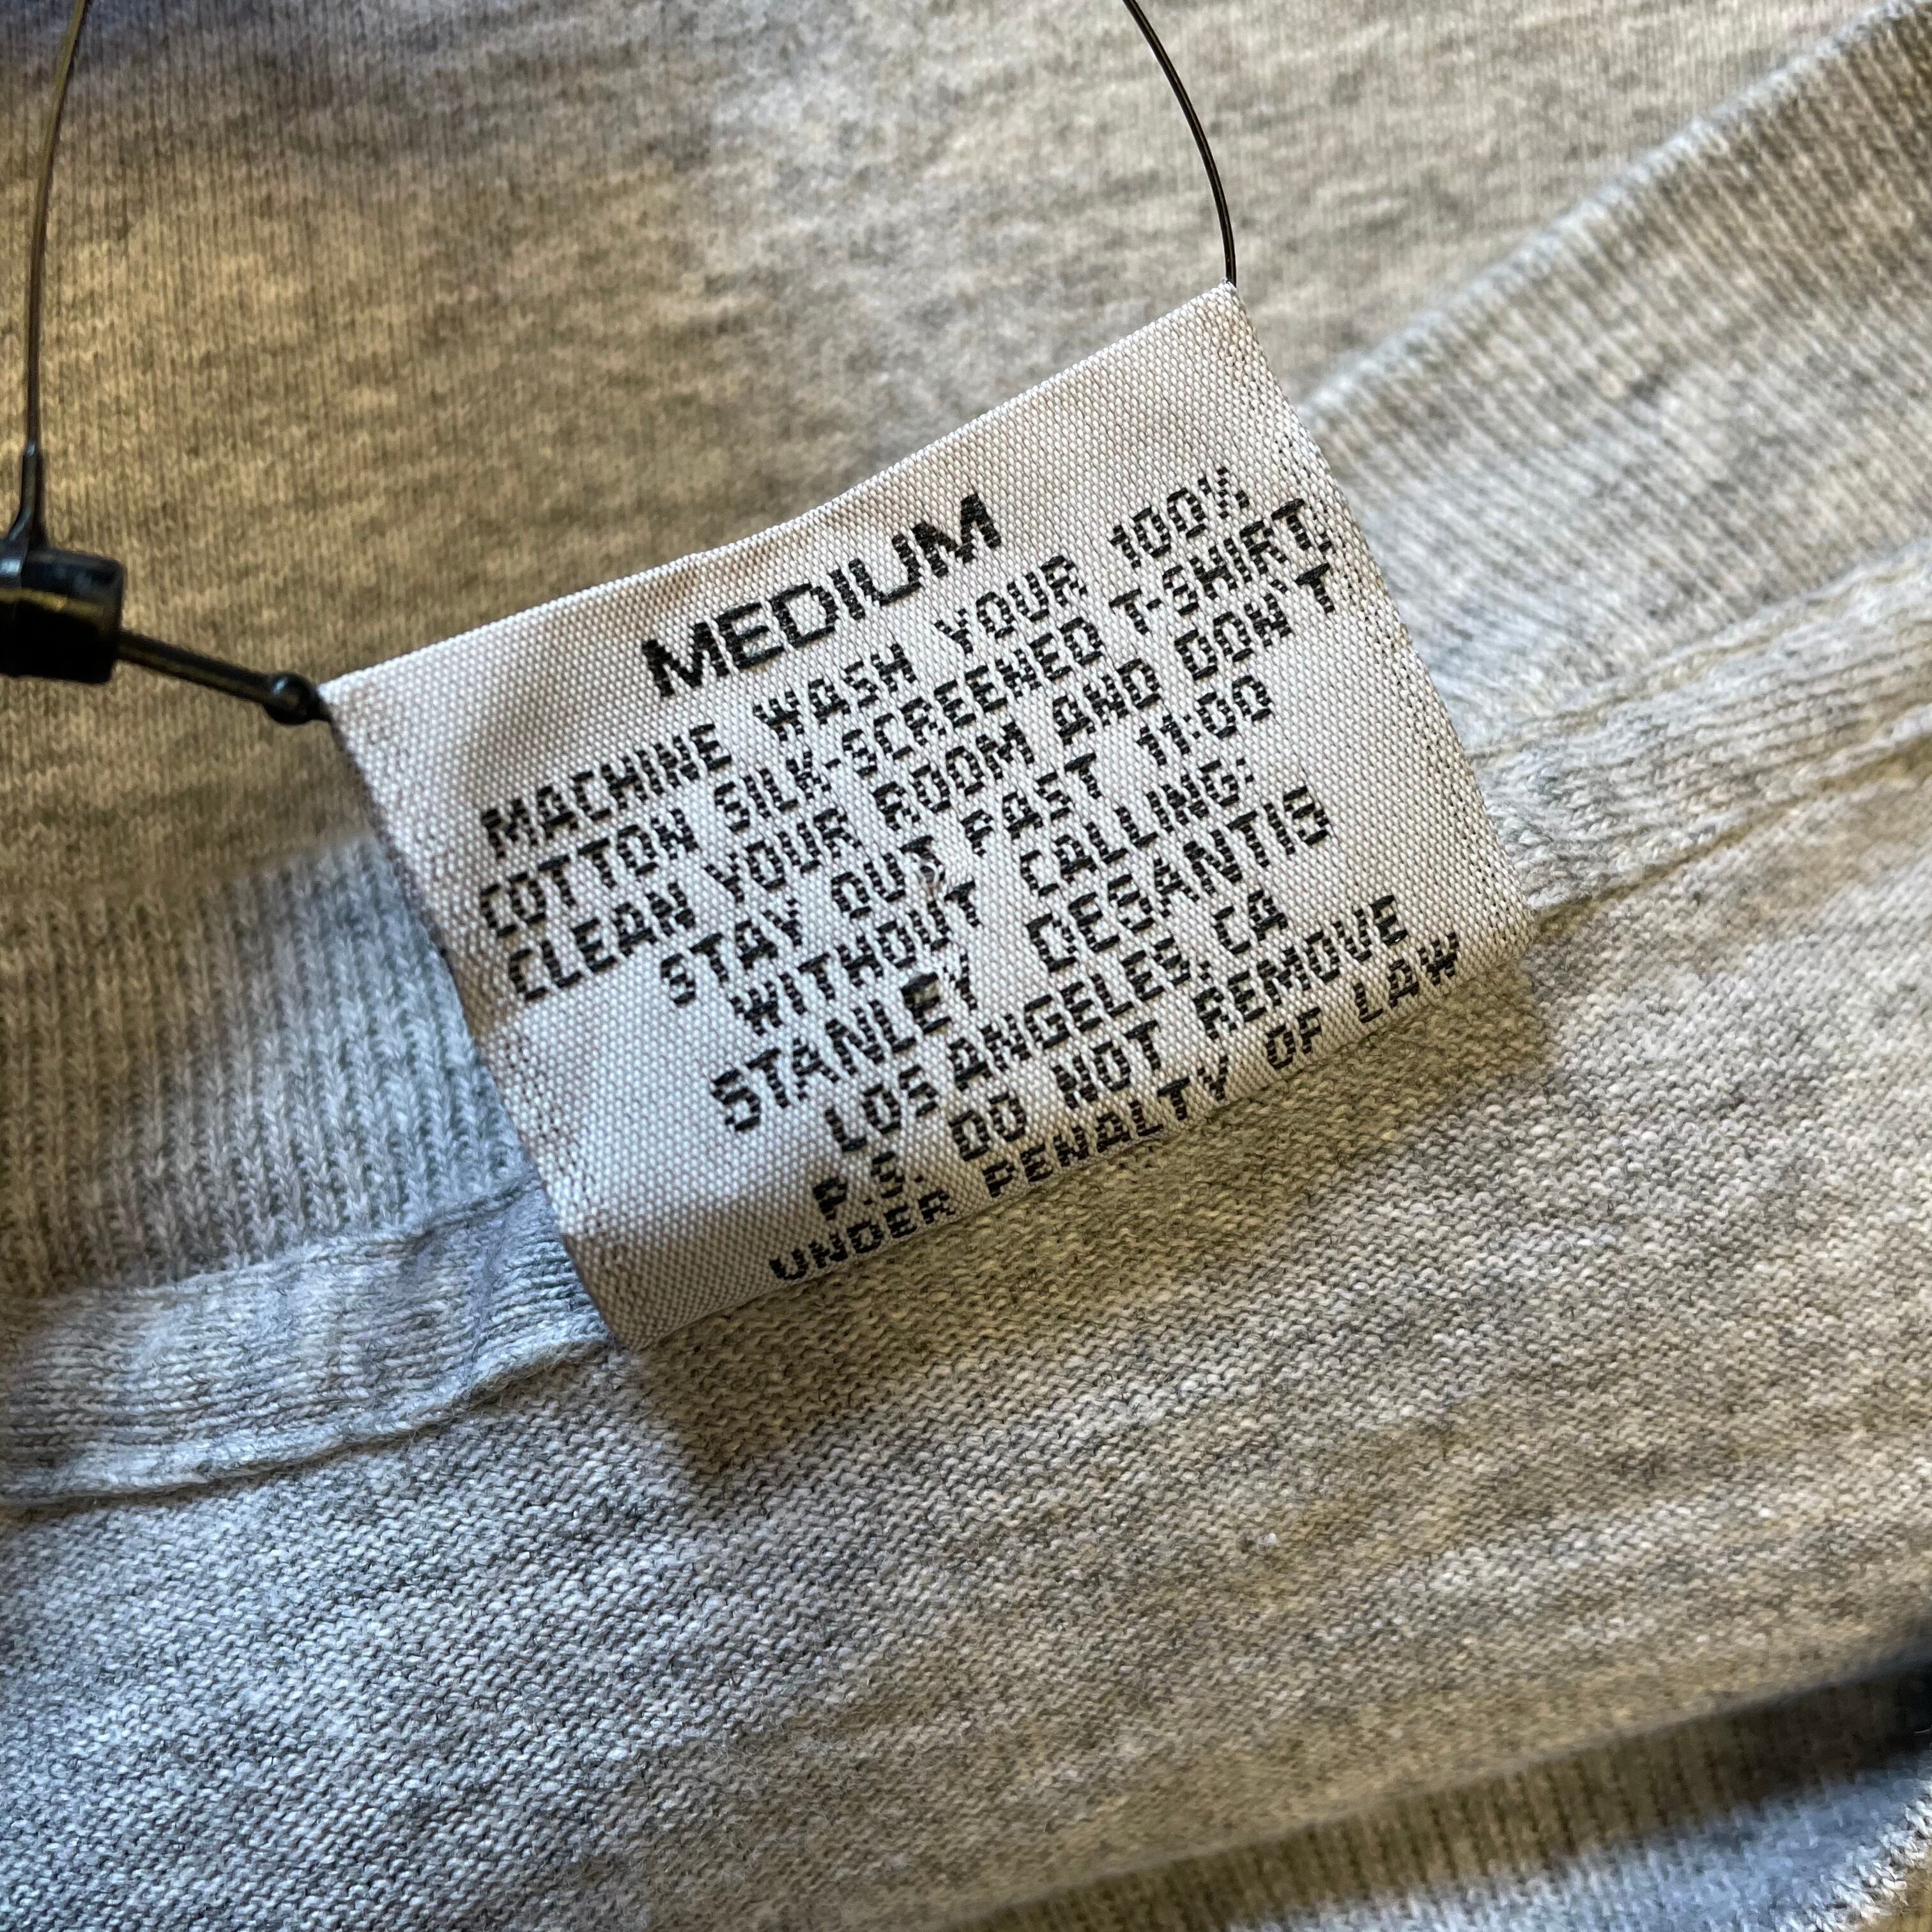 MEDIUM
MACHINE WASH YOUR 100%
COTTON SILK-SCREENED T-SHIRT
CLEAN YOUR ROOM AND DON'T
STAY OUT PAST 11:00
WITHOUT CALLING:
STANLEY DESANTIS
LOS ANGELES, CA
P.S. DO NOT REMOVE
UNDER PENALTY OF LAW